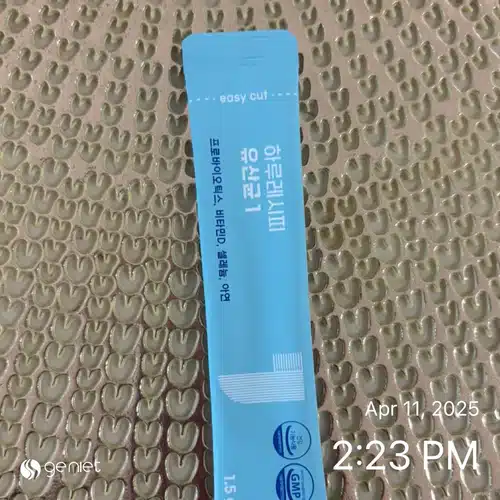 easy cut
하루레시피
유산균 1
프로바이오틱스, 비타민D, 셀레늄, 아연
GMP
1.5
Apr 11, 2025
2:23 PM
geniet